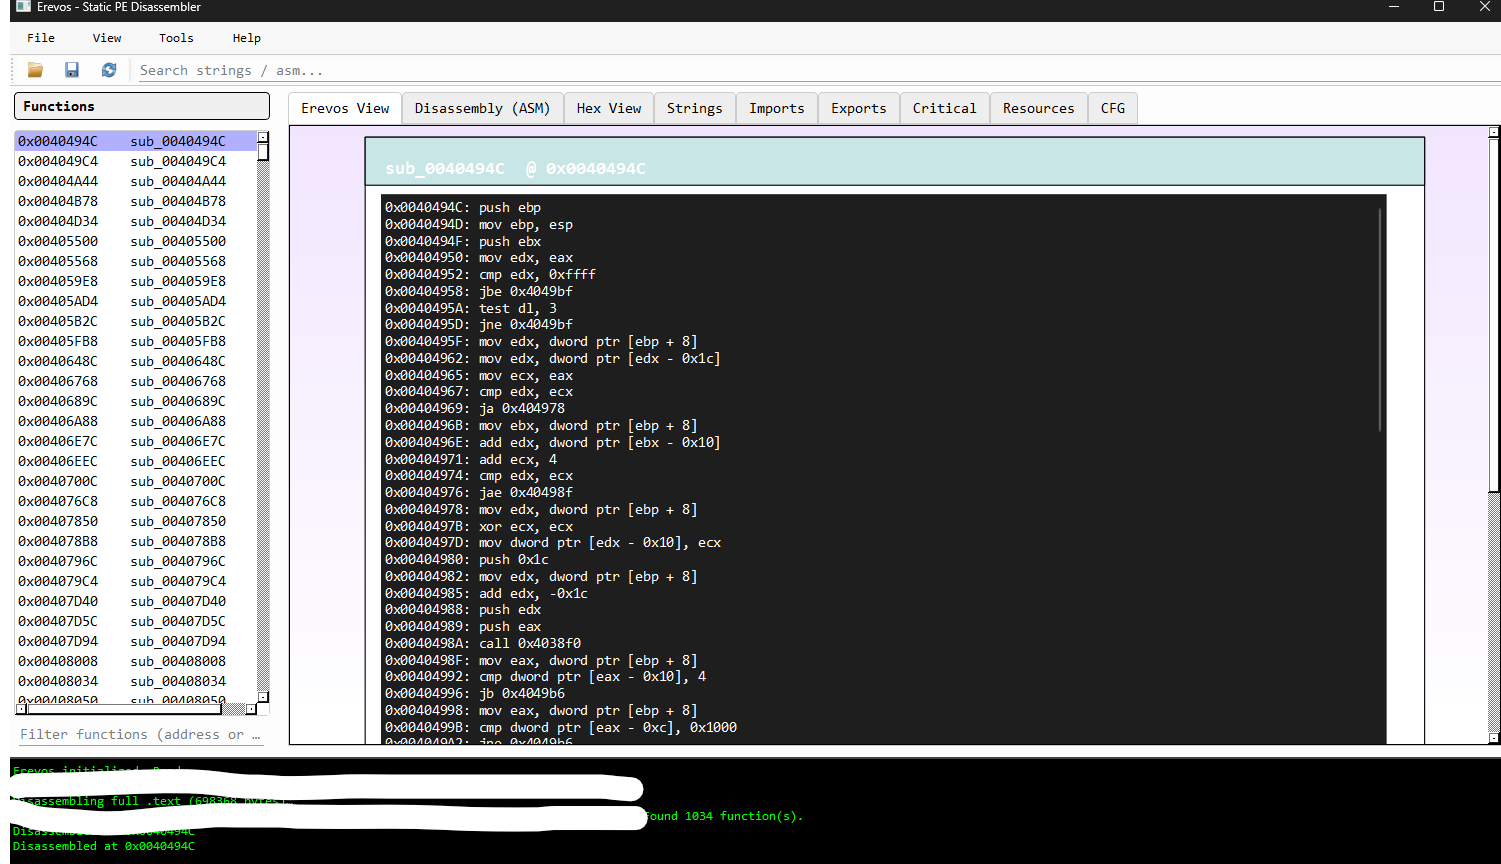 Erevos - Static PE Disassembler
File View Tools Help
Search strings / asm...
Functions
0x0040494C sub_0040494C
0x004049C4 sub_004049C4
0x00404A44 sub_00404A44
0x00404B78 sub_00404B78
0x00404D34 sub_00404D34
0x00405500 sub_00405500
0x00405568 sub_00405568
0x004059E8 sub_004059E8
0x00405AD4 sub_00405AD4
0x00405B2C sub_00405B2C
0x00405FB8 sub_00405FB8
0x0040648C sub_0040648C
0x00406768 sub_00406768
0x0040689C sub_0040689C
0x00406A88 sub_00406A88
0x00406E7C sub_00406E7C
0x00406EEC sub_00406EEC
0x0040700C sub_0040700C
0x004076C8 sub_004076C8
0x00407850 sub_00407850
0x004078B8 sub_004078B8
0x0040796C sub_0040796C
0x004079C4 sub_004079C4
0x00407D40 sub_00407D40
0x00407D5C sub_00407D5C
0x00407D94 sub_00407D94
0x00408008 sub_00408008
0x00408034 sub_00408034
0x00408050 sub_00408050
Filter functions (address or …
Erevos View Disassembly (ASM) Hex View Strings Imports Exports Critical Resources CFG
sub_0040494C @ 0x0040494C
0x0040494C: push ebp
0x0040494D: mov ebp, esp
0x0040494F: push ebx
0x00404950: mov edx, eax
0x00404952: cmp edx, 0xffff
0x00404958: jbe 0x4049bf
0x0040495A: test dl, 3
0x0040495D: jne 0x4049bf
0x0040495F: mov edx, dword ptr [ebp + 8]
0x00404962: mov edx, dword ptr [edx - 0x1c]
0x00404965: mov ecx, eax
0x00404967: cmp edx, ecx
0x00404969: ja 0x404978
0x0040496B: mov ebx, dword ptr [ebp + 8]
0x0040496E: add edx, dword ptr [ebx - 0x10]
0x00404971: add ecx, 4
0x00404974: cmp edx, ecx
0x00404976: jae 0x40498f
0x00404978: mov edx, dword ptr [ebp + 8]
0x0040497B: xor ecx, ecx
0x0040497D: mov dword ptr [edx - 0x10], ecx
0x00404980: push 0x1c
0x00404982: mov edx, dword ptr [ebp + 8]
0x00404985: add edx, -0x1c
0x00404988: push edx
0x00404989: push eax
0x0040498A: call 0x4038f0
0x0040498F: mov eax, dword ptr [ebp + 8]
0x00404992: cmp dword ptr [eax - 0x10], 4
0x00404996: jb 0x4049b6
0x00404998: mov eax, dword ptr [ebp + 8]
0x0040499B: cmp dword ptr [eax - 0xc], 0x1000
0x004049A2: jne 0x4049b6
Erevos initialized.
Disassembling full .text (698368 bytes)
found 1034 function(s).
0x0040494C
Disassembled at 0x0040494C